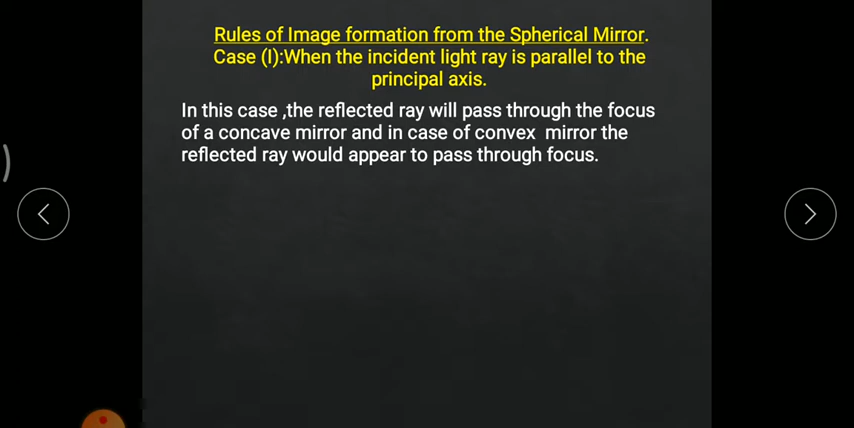 Rules of Image formation from the Spherical Mirror.
Case (I):When the incident light ray is parallel to the
principal axis.
In this case ,the reflected ray will pass through the focus
of a concave mirror and in case of convex mirror the
reflected ray would appear to pass through focus.